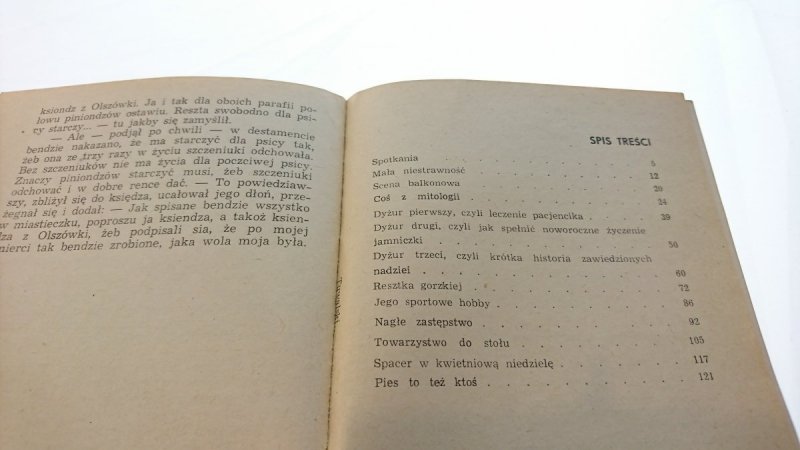 ksiondz z Olszówki. Ja i tak dla oboich parafii po-
łowu piniondzów ostawiu. Reszta swobodno dla psi-
cy starczy... — tu jakby się zamyślił.
— Ale — podjął po chwili — w destamencie
bendzie nakazano, że ma starczyć dla psicy tak,
żeb ona ze trzy razy w życiu szczeniuki odchowała.
Bez szczeniuków nie ma życia dla poczciwej psicy.
Znaczy piniondzów starczyć musi, żeb szczeniuki
odchować i w dobre rence dać. — To powiedziaw-
szy, zbliżył się do księdza, ucałował jego dłoń, prze-
żegnał się i dodał: — Jak spisane bendzie wszystko
w miasteczku, poproszu ja ksiendza, a takoż ksien-
dza z Olszówki, żeb podpisali sia, że po mojej
mierci tak bendzie zrobione, jaka wola moja była.
SPIS TREŚCI
Spotkania . . . 5
Mała niestrawność . . . 12
Scena balkonowa . . . 20
Coś z mitologii . . . 24
Dyżur pierwszy, czyli leczenie pacjencika . . . 39
Dyżur drugi, czyli jak spełnić noworoczne życzenie
jamniczki . . . 50
Dyżur trzeci, czyli krótka historia zawiedzionych
nadziei . . . 60
Resztka gorzkiej . . . 72
Jego sportowe hobby . . . 86
Nagłe zastępstwo . . . 92
Towarzystwo do stołu . . . 105
Spacer w kwietniową niedzielę . . . 117
Pies to też ktoś . . . 121